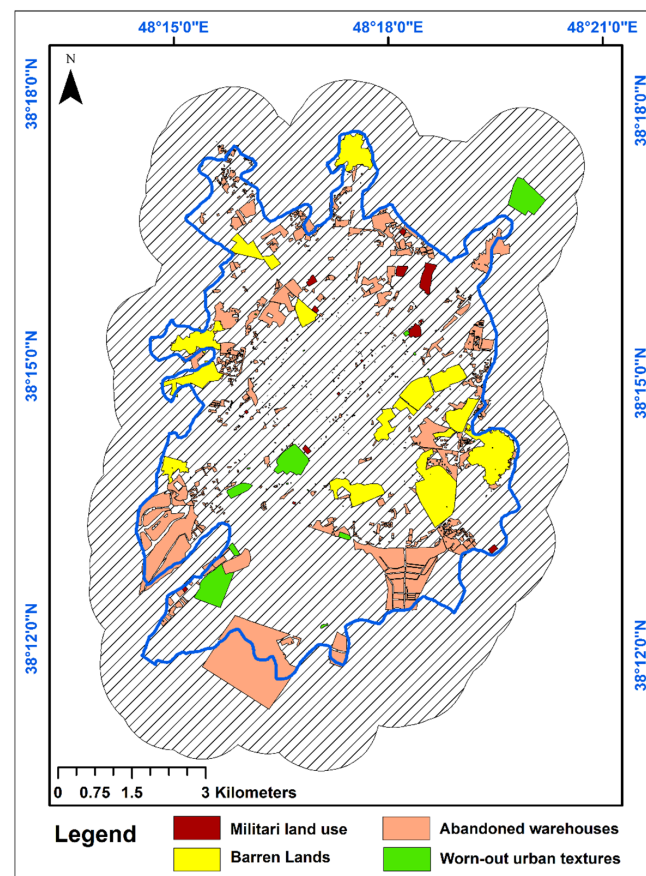 48°15'0"E 48°18'0"E 48°21'0"E
N
38°18'0"N 38°18'0"N
38°15'0"N 38°15'0"N
38°12'0"N 38°12'0"N
0 0.75 1.5 3 Kilometers
Legend
Militari land use Abandoned warehouses
Barren Lands Worn-out urban textures